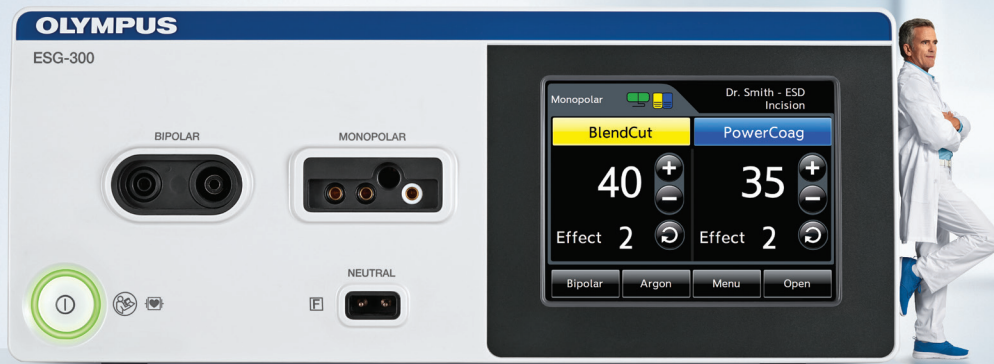 OLYMPUS
ESG-300
BIPOLAR
MONOPOLAR
NEUTRAL
F
Monopolar
Dr. Smith - ESD
Incision
BlendCut
PowerCoag
40
+
-
35
+
-
Effect 2
Effect 2
Bipolar
Argon
Menu
Open